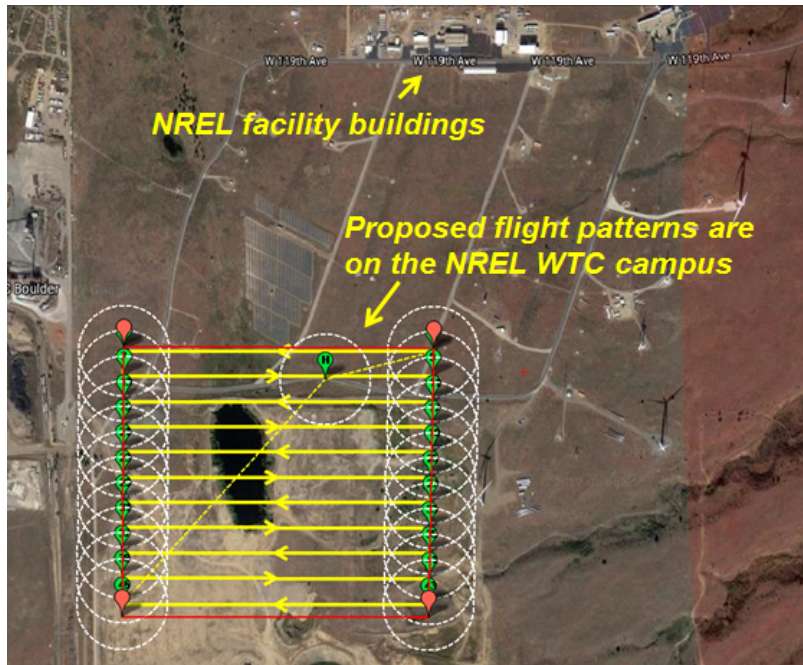 W 119th Ave
W 119th Ave
W 119th Ave
W 119th Ave
NREL facility buildings
Proposed flight patterns are
on the NREL WTC campus
Boulder
H